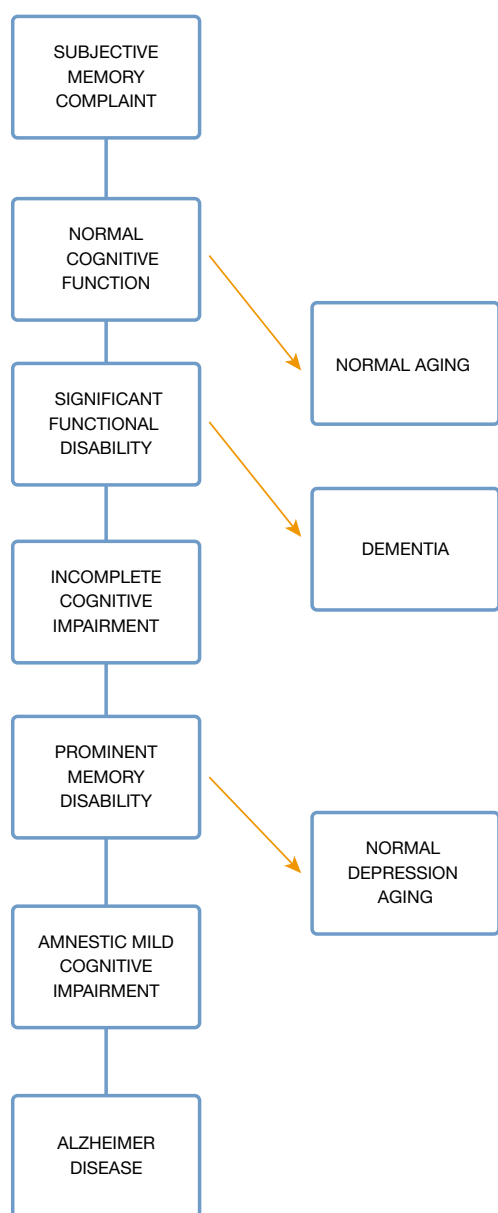 SUBJECTIVE
MEMORY
COMPLAINT
NORMAL
COGNITIVE
FUNCTION
NORMAL AGING
SIGNIFICANT
FUNCTIONAL
DISABILITY
DEMENTIA
INCOMPLETE
COGNITIVE
IMPAIRMENT
PROMINENT
MEMORY
DISABILITY
NORMAL
DEPRESSION
AGING
AMNESTIC MILD
COGNITIVE
IMPAIRMENT
ALZHEIMER
DISEASE